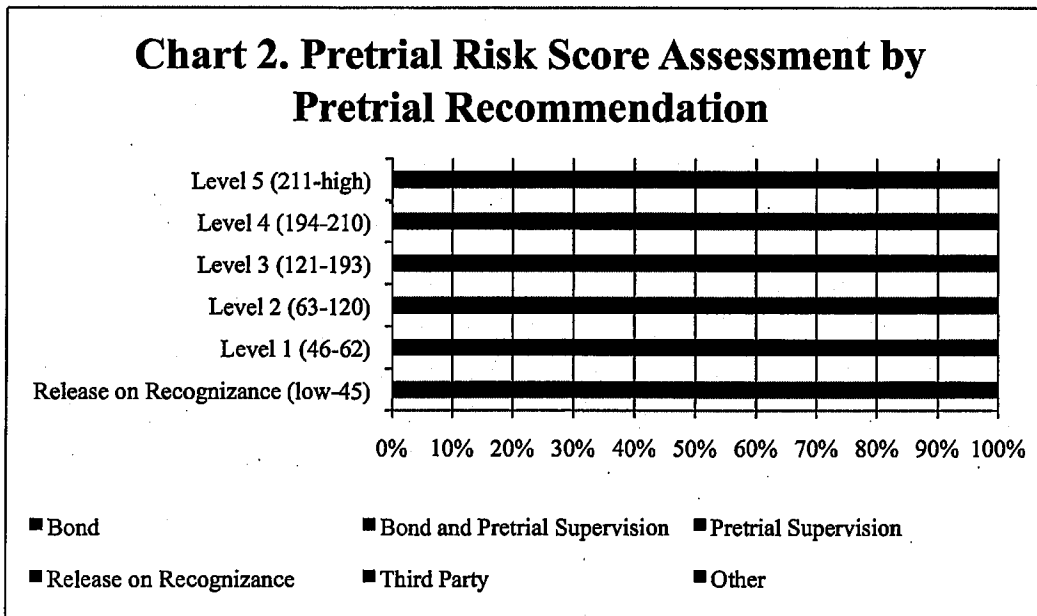 Chart 2. Pretrial Risk Score Assessment by
Pretrial Recommendation
Level 5 (211-high)
Level 4 (194-210)
Level 3 (121-193)
Level 2 (63-120)
Level 1 (46-62)
Release on Recognizance (low-45)
0% 10% 20% 30% 40% 50% 60% 70% 80% 90% 100%
Bond Bond and Pretrial Supervision Pretrial Supervision
Release on Recognizance Third Party Other